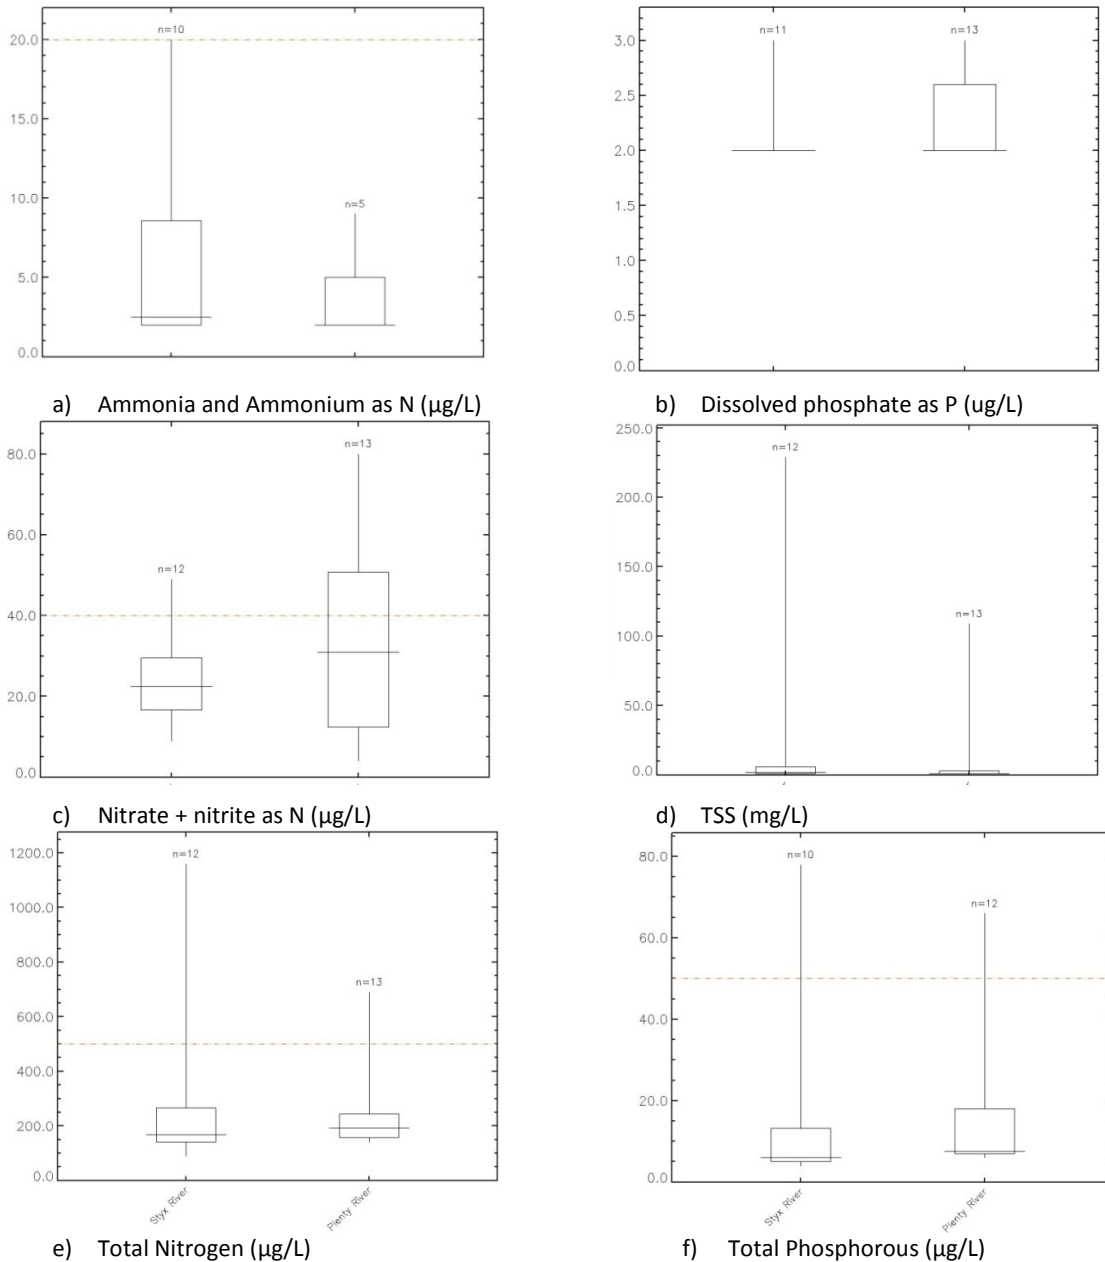 n=10
20.0
15.0
10.0
n=5
5.0
0.0
a) Ammonia and Ammonium as N (µg/L)
n=11 n=13
3.0
2.5
2.0
1.5
1.0
0.5
0.0
b) Dissolved phosphate as P (ug/L)
n=13
80.0
60.0
n=12
40.0
20.0
0.0
c) Nitrate + nitrite as N (µg/L)
250.0
n=12
200.0
150.0
n=13
100.0
50.0
0.0
d) TSS (mg/L)
1200.0
n=12
1000.0
800.0
n=13
600.0
400.0
200.0
0.0
Styx River Plenty River
e) Total Nitrogen (µg/L)
80.0
n=10
n=12
60.0
40.0
20.0
0.0
Styx River Plenty River
f) Total Phosphorous (µg/L)